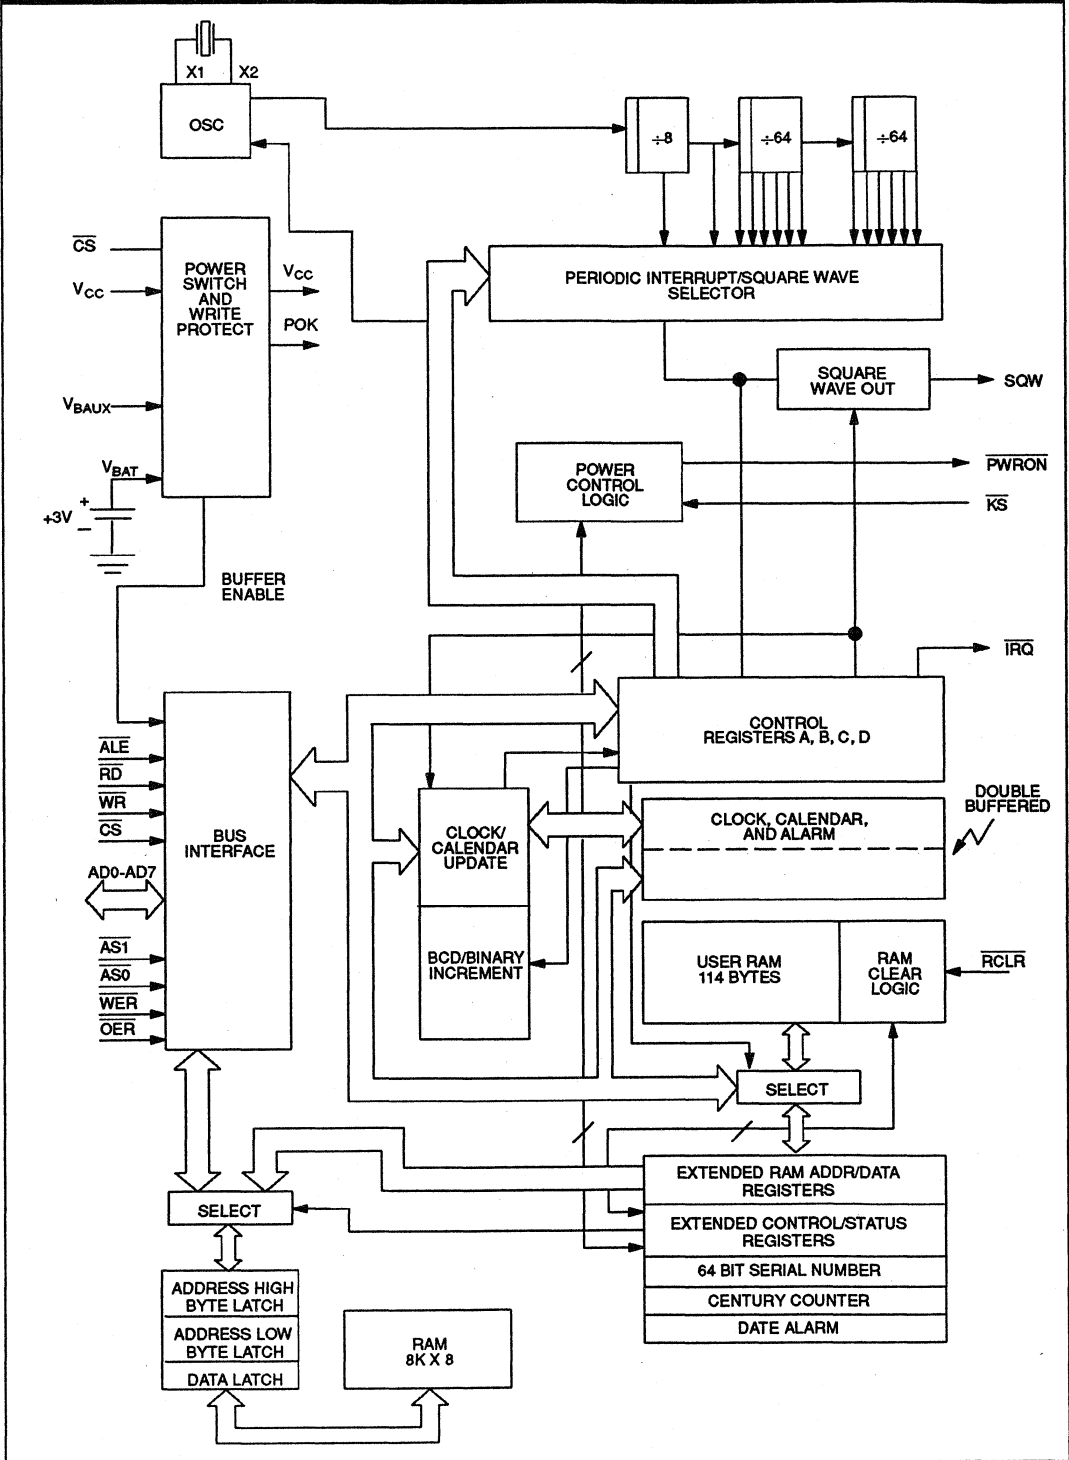 X1 X2
OSC
÷8
÷64
÷64
CS
VCC
POWER
SWITCH
AND
WRITE
PROTECT
VCC
POK
VBAUX
VBAT
+
+3V
–
PERIODIC INTERRUPT/SQUARE WAVE
SELECTOR
SQUARE
WAVE OUT
SQW
POWER
CONTROL
LOGIC
PWRON
KS
BUFFER
ENABLE
IRQ
CONTROL
REGISTERS A, B, C, D
ALE
RD
WR
CS
AD0-AD7
AS1
AS0
WER
OER
BUS
INTERFACE
CLOCK/
CALENDAR
UPDATE
BCD/BINARY
INCREMENT
CLOCK, CALENDAR,
AND ALARM
DOUBLE
BUFFERED
USER RAM
114 BYTES
RAM
CLEAR
LOGIC
RCLR
SELECT
EXTENDED RAM ADDR/DATA
REGISTERS
EXTENDED CONTROL/STATUS
REGISTERS
64 BIT SERIAL NUMBER
CENTURY COUNTER
DATE ALARM
SELECT
ADDRESS HIGH
BYTE LATCH
ADDRESS LOW
BYTE LATCH
DATA LATCH
RAM
8K X 8